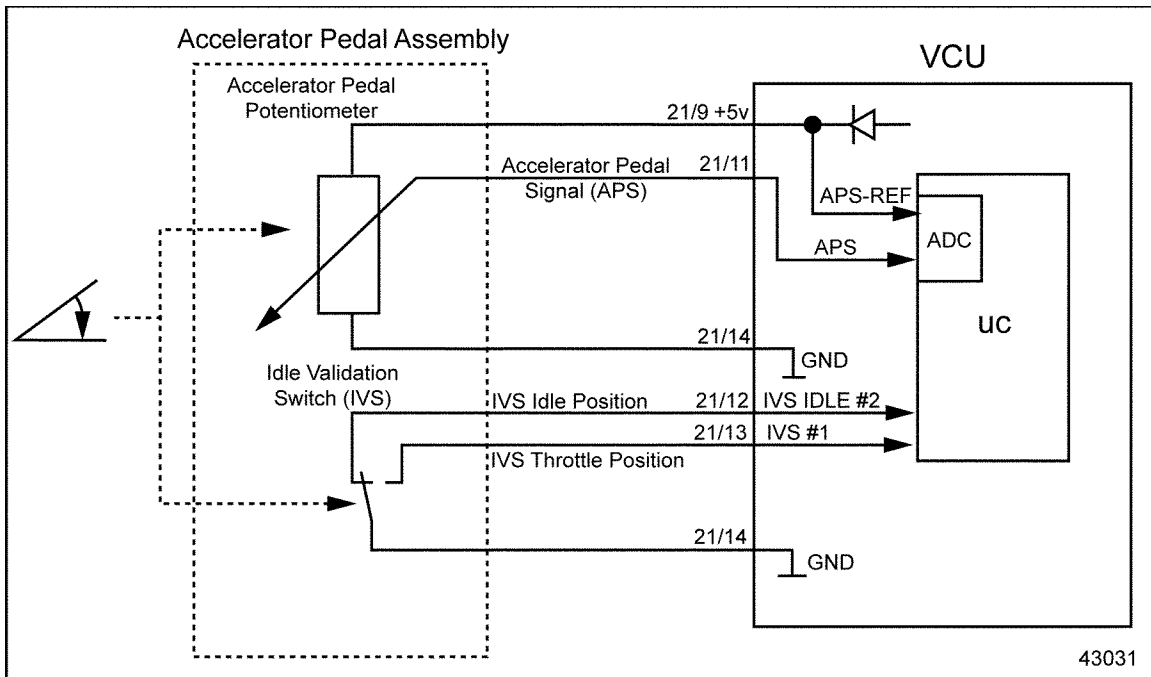 Accelerator Pedal Assembly
VCU
Accelerator Pedal
Potentiometer
21/9 +5v
Accelerator Pedal
Signal (APS)
21/11
APS-REF
ADC
APS
uc
21/14
GND
Idle Validation
Switch (IVS)
IVS Idle Position
21/12
IVS IDLE #2
21/13
IVS #1
IVS Throttle Position
21/14
GND
43031